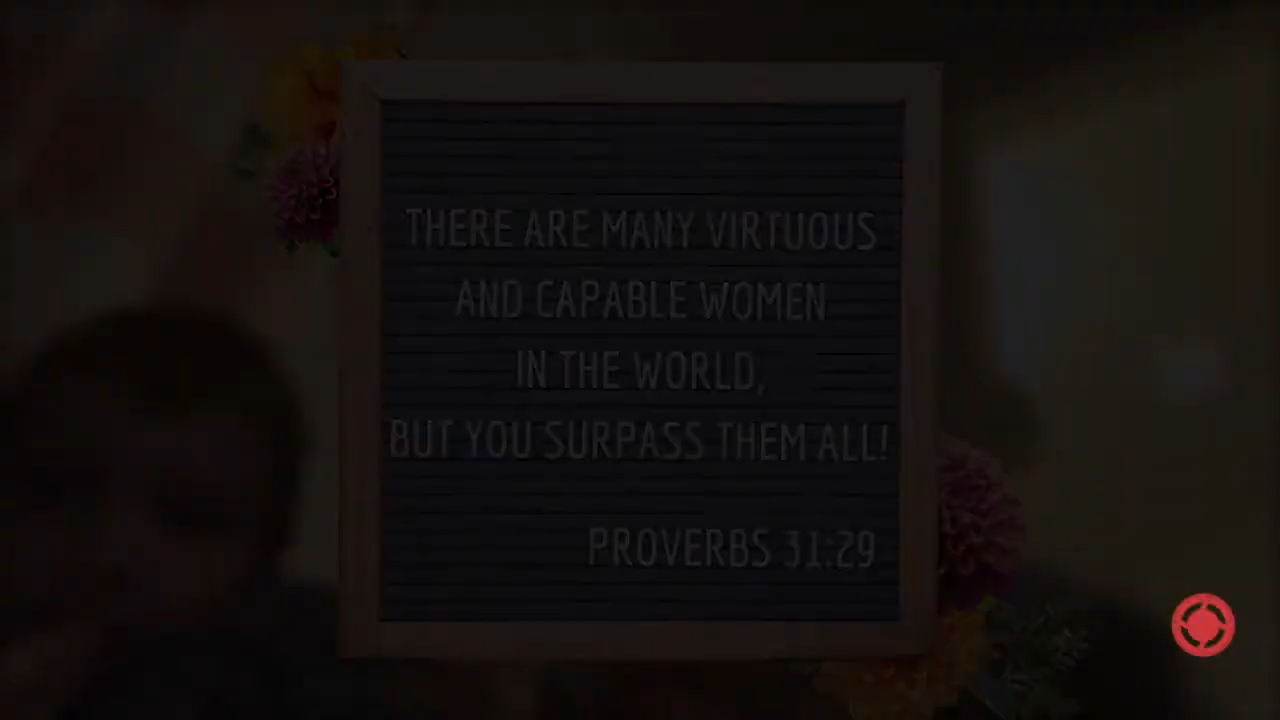 THERE ARE MANY VIRTUOUS
AND CAPABLE WOMEN
IN THE WORLD,
BUT YOU SURPASS THEM ALL!
PROVERBS 31:29